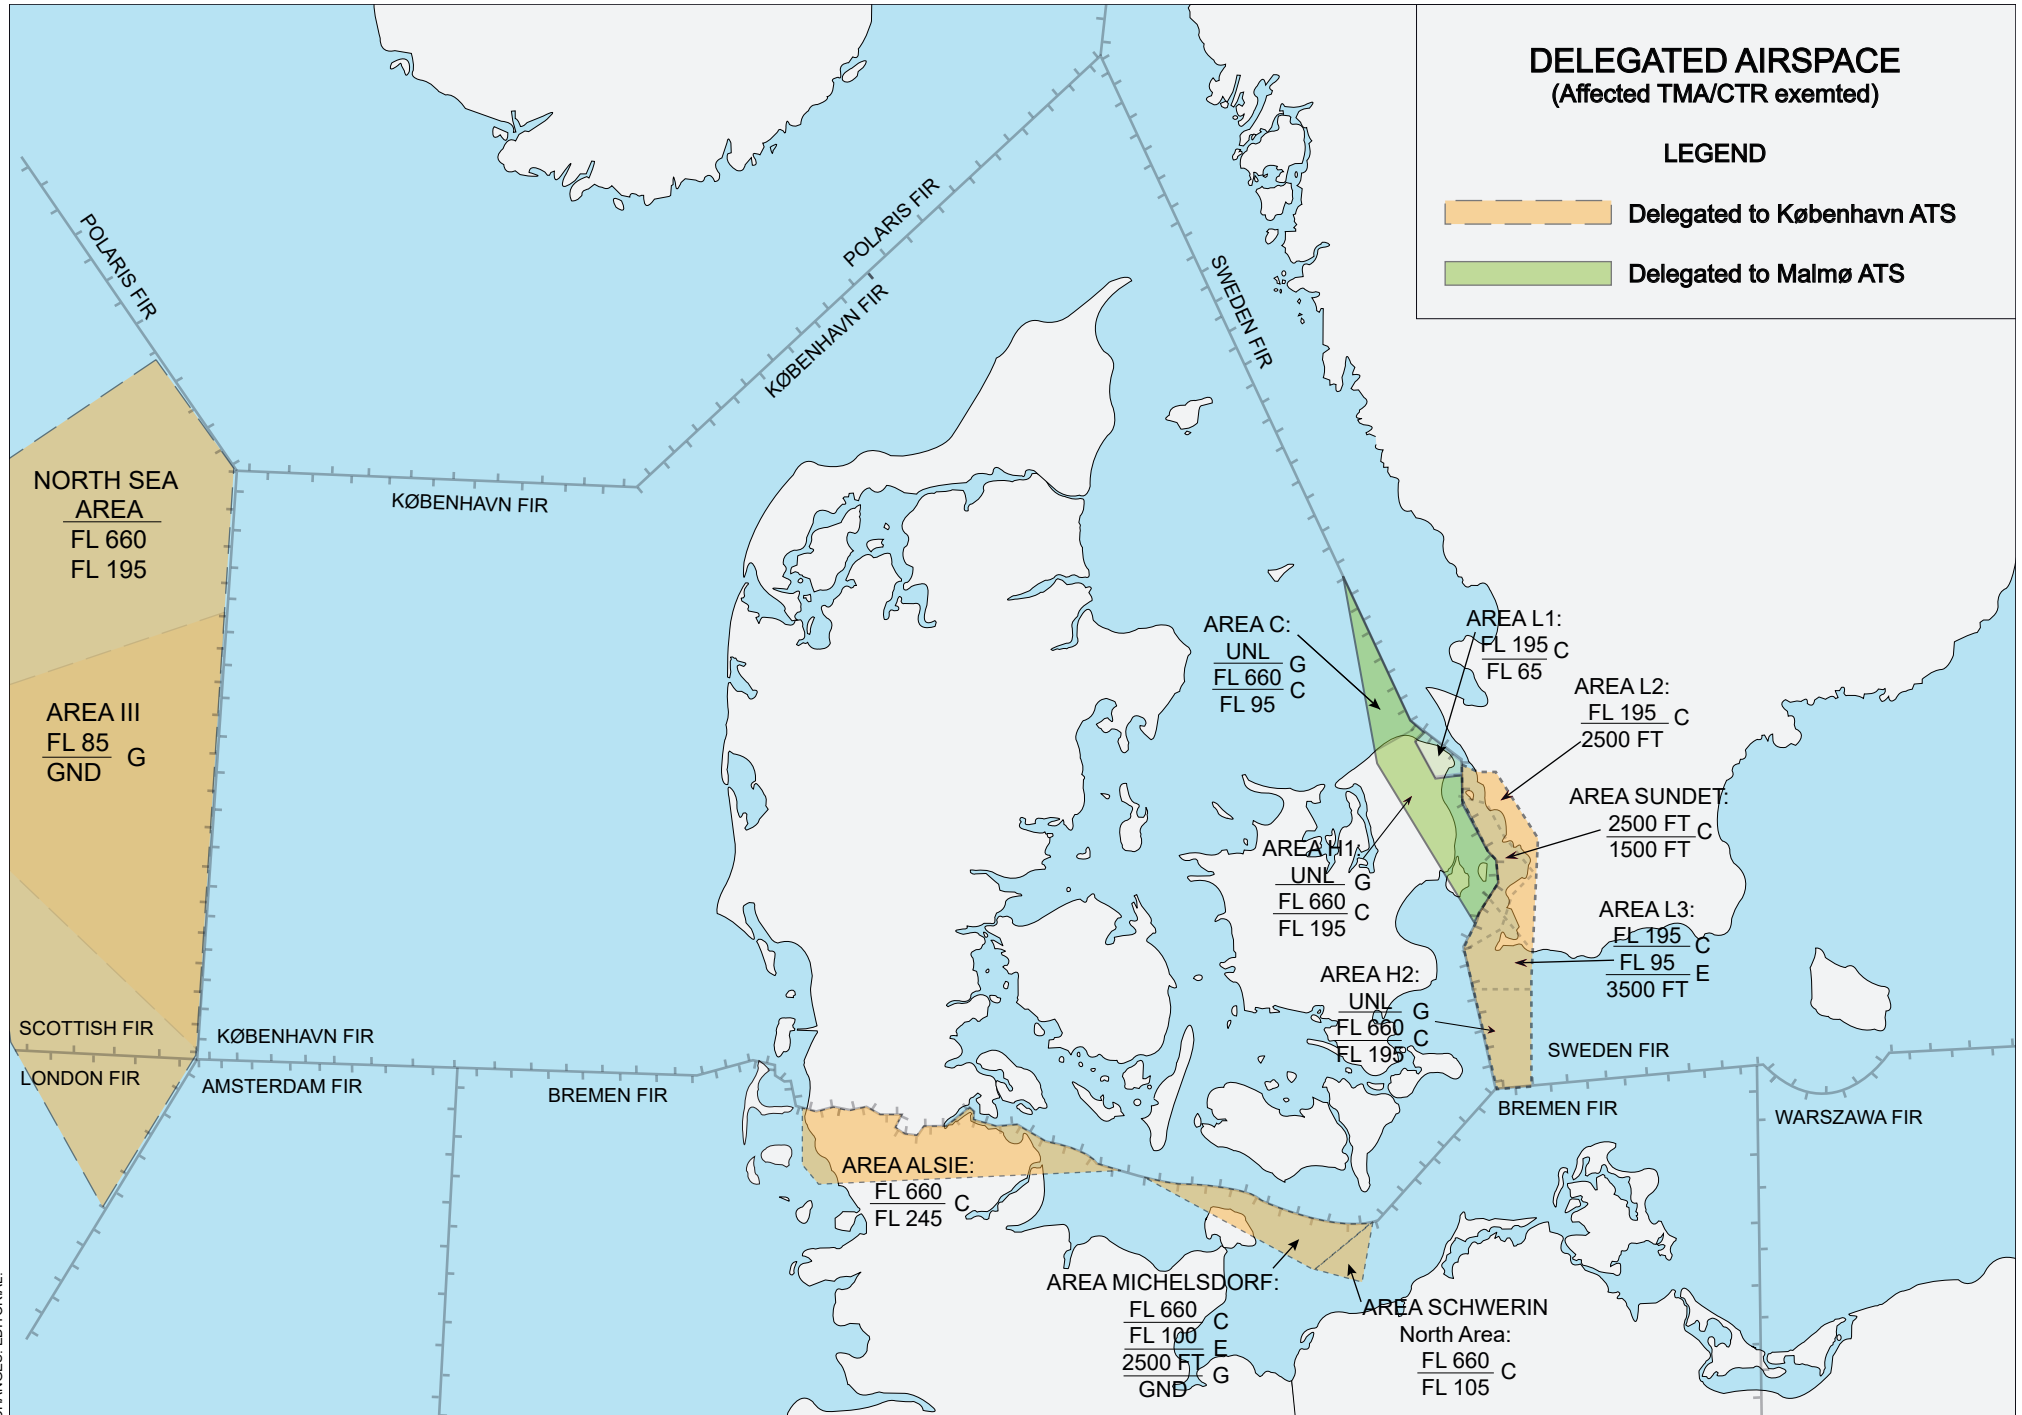 DELEGATED AIRSPACE
(Affected TMA/CTR exemted)
LEGEND
Delegated to København ATS
Delegated to Malmø ATS
POLARIS FIR
POLARIS FIR
KØBENHAVN FIR
SWEDEN FIR
NORTH SEA
AREA
FL 660
FL 195
KØBENHAVN FIR
AREA III
FL 85
GND
G
AREA C:
UNL
G
FL 660
C
FL 95
AREA L1:
FL 195
C
FL 65
AREA L2:
FL 195
C
2500 FT
AREA SUNDET:
2500 FT
C
1500 FT
AREA H1:
UNL
G
FL 660
C
FL 195
AREA L3:
FL 195
C
FL 95
E
3500 FT
AREA H2:
UNL
G
FL 660
C
FL 195
SCOTTISH FIR
KØBENHAVN FIR
LONDON FIR
AMSTERDAM FIR
BREMEN FIR
SWEDEN FIR
BREMEN FIR
WARSZAWA FIR
AREA ALSIE:
FL 660
C
FL 245
AREA MICHELSDORF:
FL 660
C
FL 100
E
2500 FT
G
GND
AREA SCHWERIN
North Area:
FL 660
C
FL 105